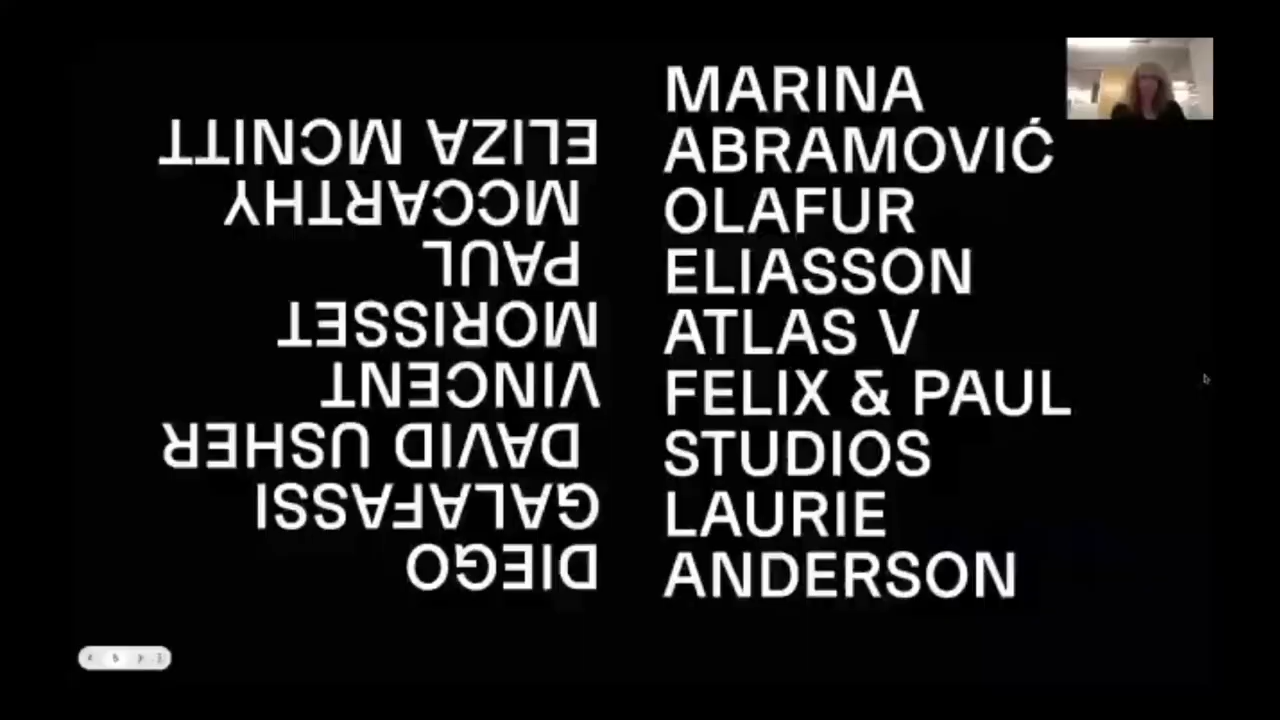 DIEGO
GALAFASSI
DAVID USHER
VINCENT
MORISSET
PAUL
MCCARTHY
ELIZA MCNITT
MARINA
ABRAMOVIĆ
OLAFUR
ELIASSON
ATLAS V
FELIX & PAUL
STUDIOS
LAURIE
ANDERSON